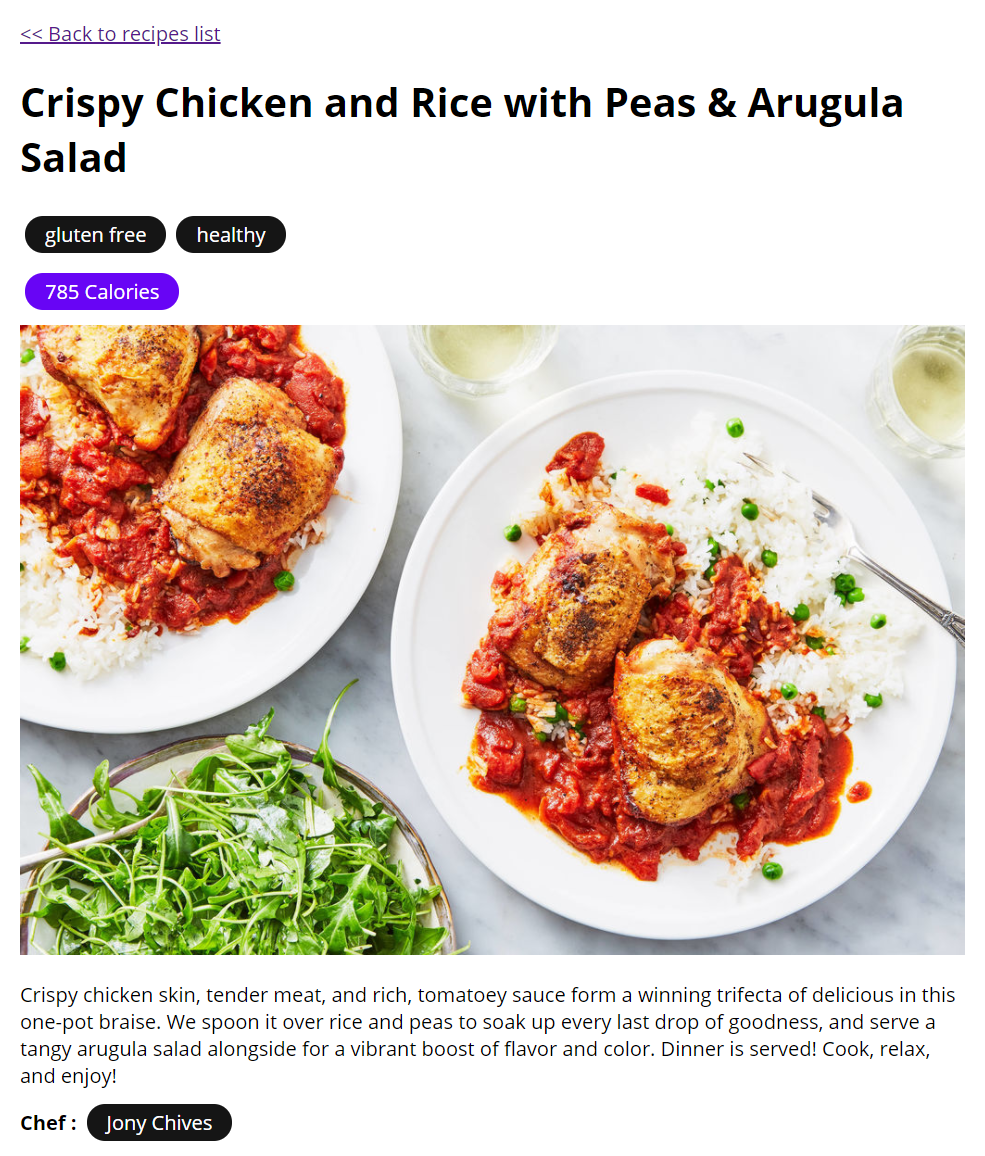 << Back to recipes list
Crispy Chicken and Rice with Peas & Arugula
Salad
gluten free healthy
785 Calories
Crispy chicken skin, tender meat, and rich, tomatoey sauce form a winning trifecta of delicious in this
one-pot braise. We spoon it over rice and peas to soak up every last drop of goodness, and serve a
tangy arugula salad alongside for a vibrant boost of flavor and color. Dinner is served! Cook, relax,
and enjoy!
Chef : Jony Chives